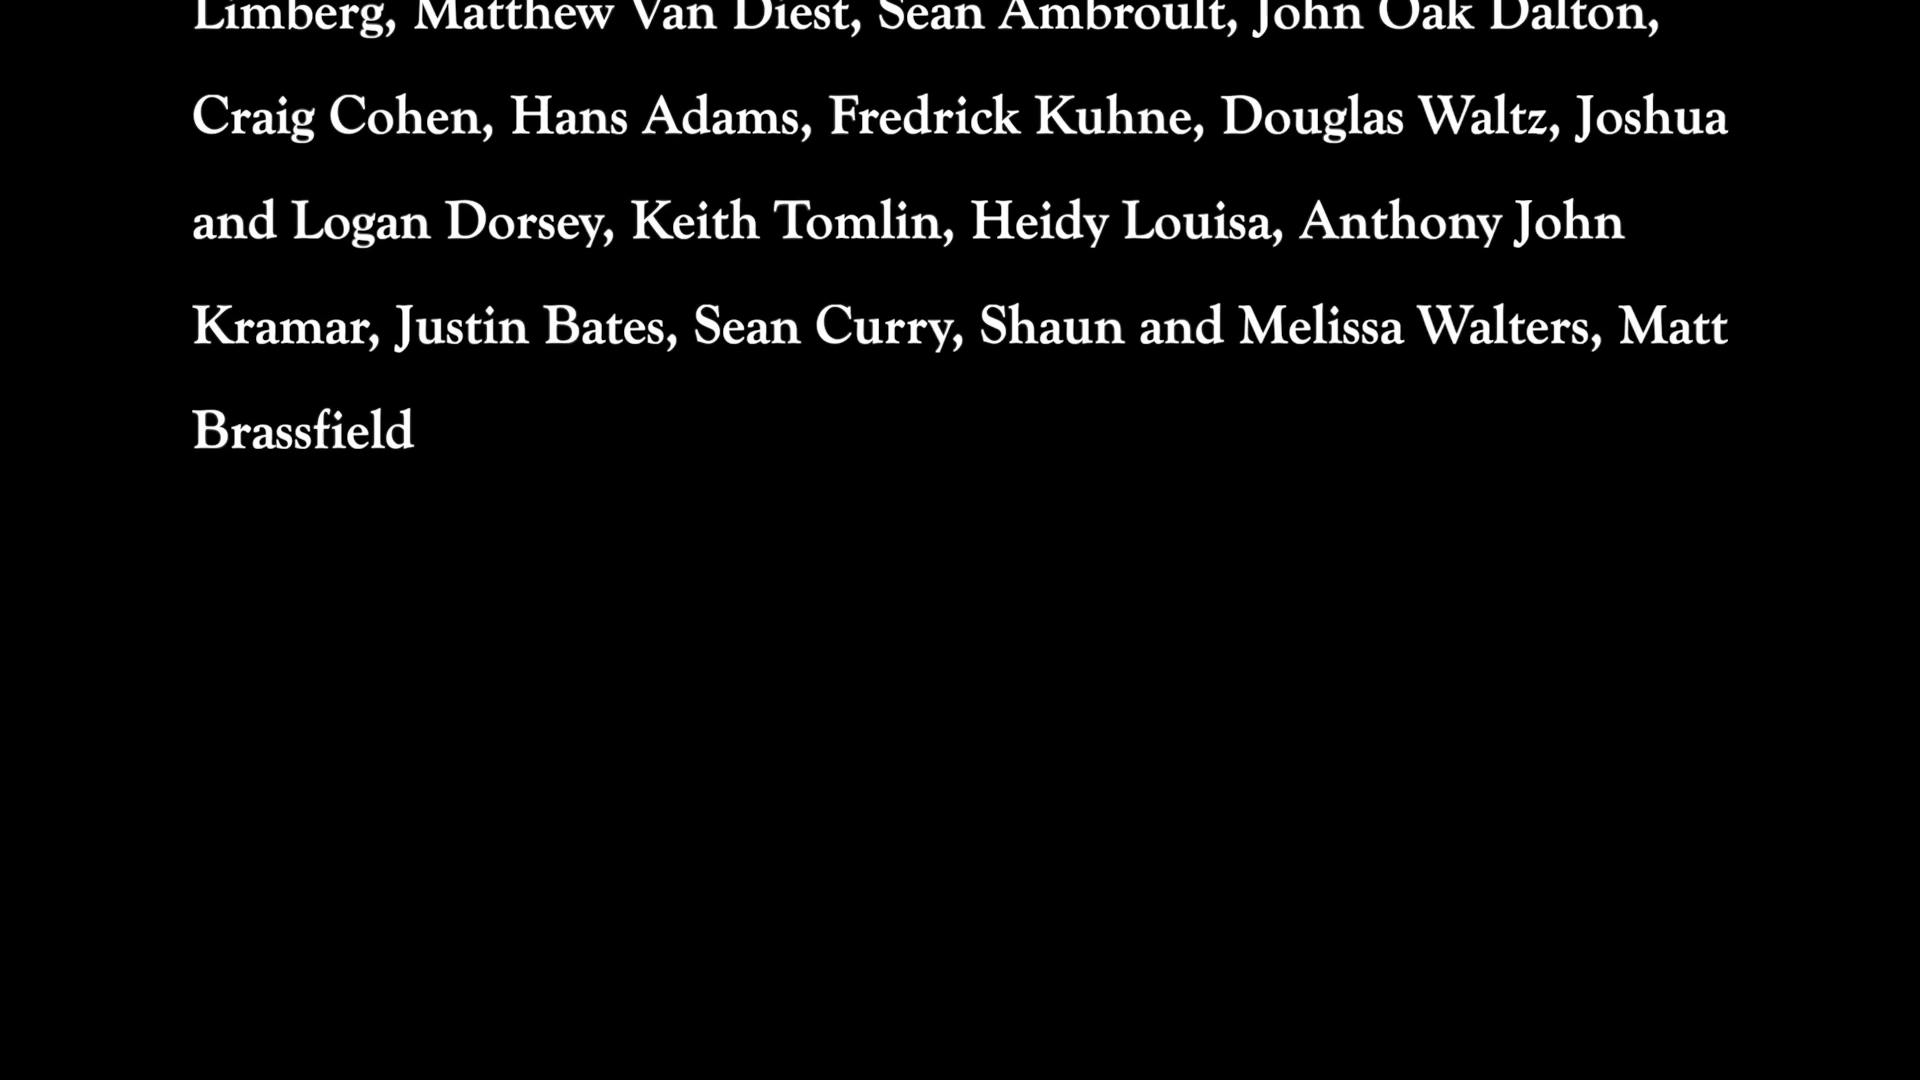 Limberg, Matthew Van Diest, Sean Ambroult, John Oak Dalton,
Craig Cohen, Hans Adams, Fredrick Kuhne, Douglas Waltz, Joshua
and Logan Dorsey, Keith Tomlin, Heidy Louisa, Anthony John
Kramar, Justin Bates, Sean Curry, Shaun and Melissa Walters, Matt
Brassfield